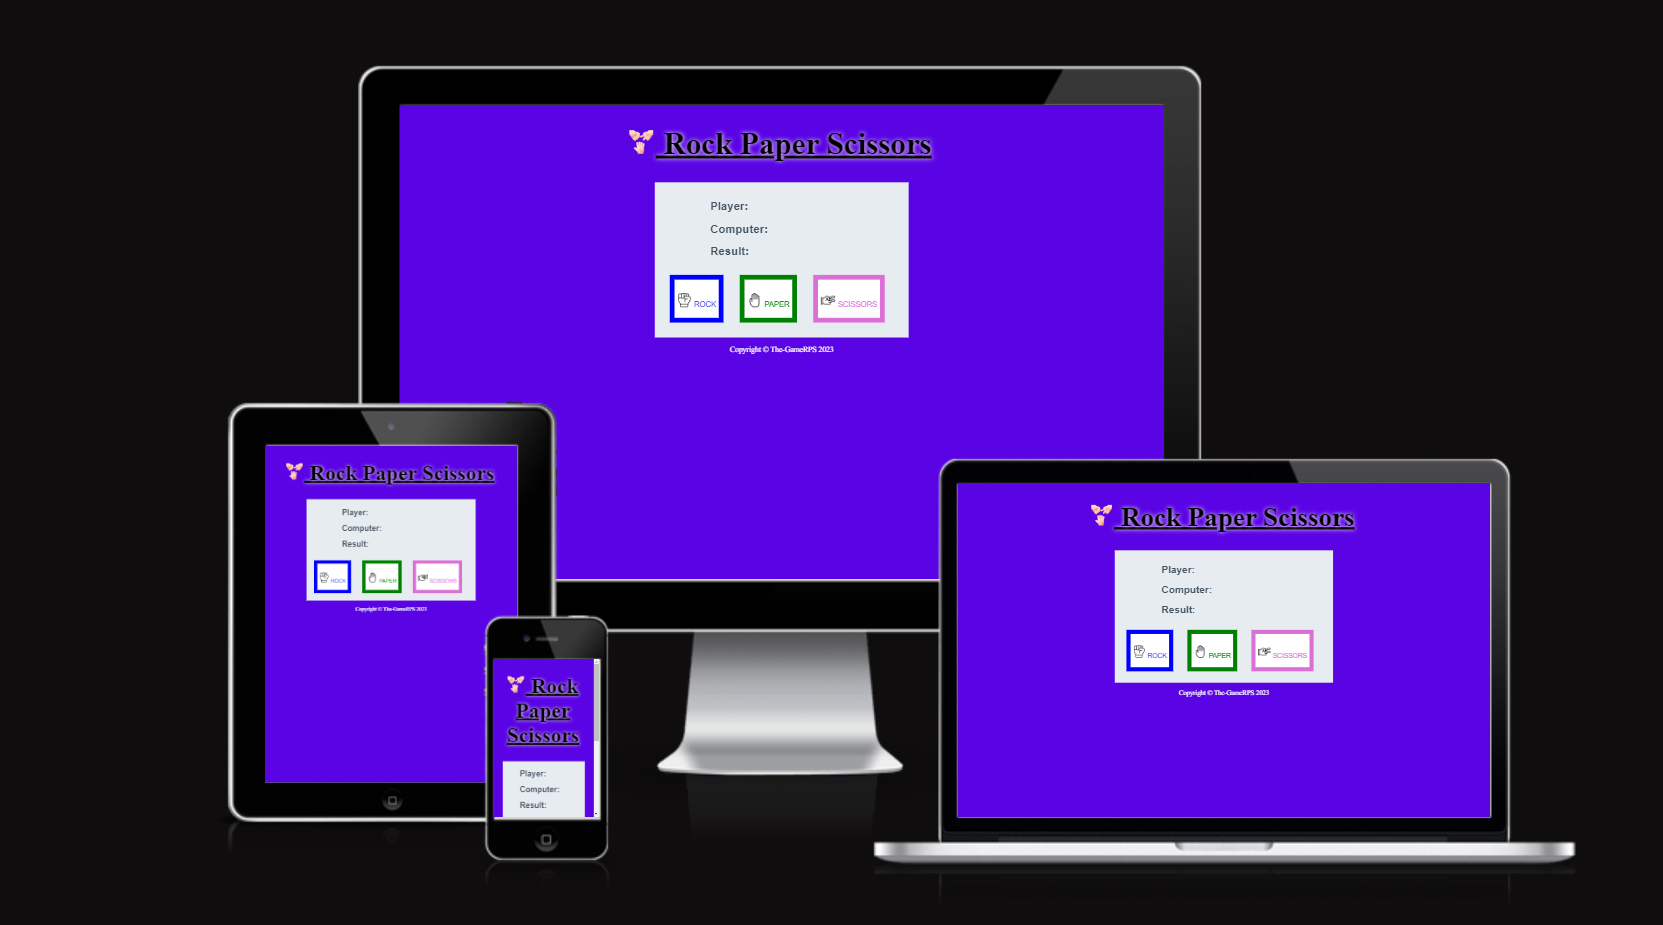 Rock Paper Scissors
Player:
Computer:
Result:
ROCK PAPER SCISSORS
Copyright © The-GameRPS 2023
Rock Paper Scissors
Player:
Computer:
Result:
ROCK PAPER SCISSORS
Copyright © The-GameRPS 2023
Rock
Paper
Scissors
Player:
Computer:
Result:
Rock Paper Scissors
Player:
Computer:
Result:
ROCK PAPER SCISSORS
Copyright © The-GameRPS 2023